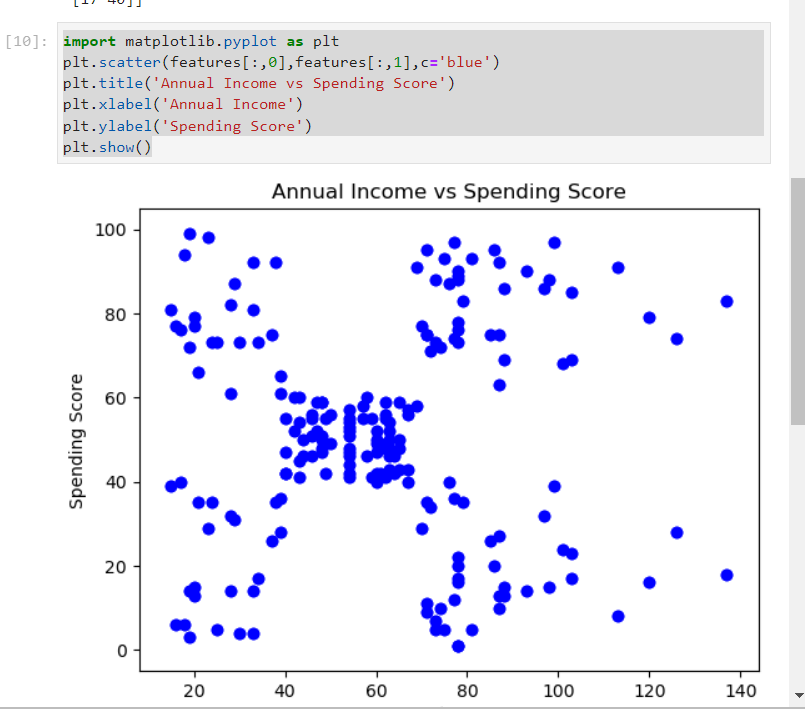 [17 40]]
[10]:
import matplotlib.pyplot as plt
plt.scatter(features[:,0],features[:,1],c='blue')
plt.title('Annual Income vs Spending Score')
plt.xlabel('Annual Income')
plt.ylabel('Spending Score')
plt.show()
Annual Income vs Spending Score
100
80
60
40
20
0
Spending Score
20 40 60 80 100 120 140